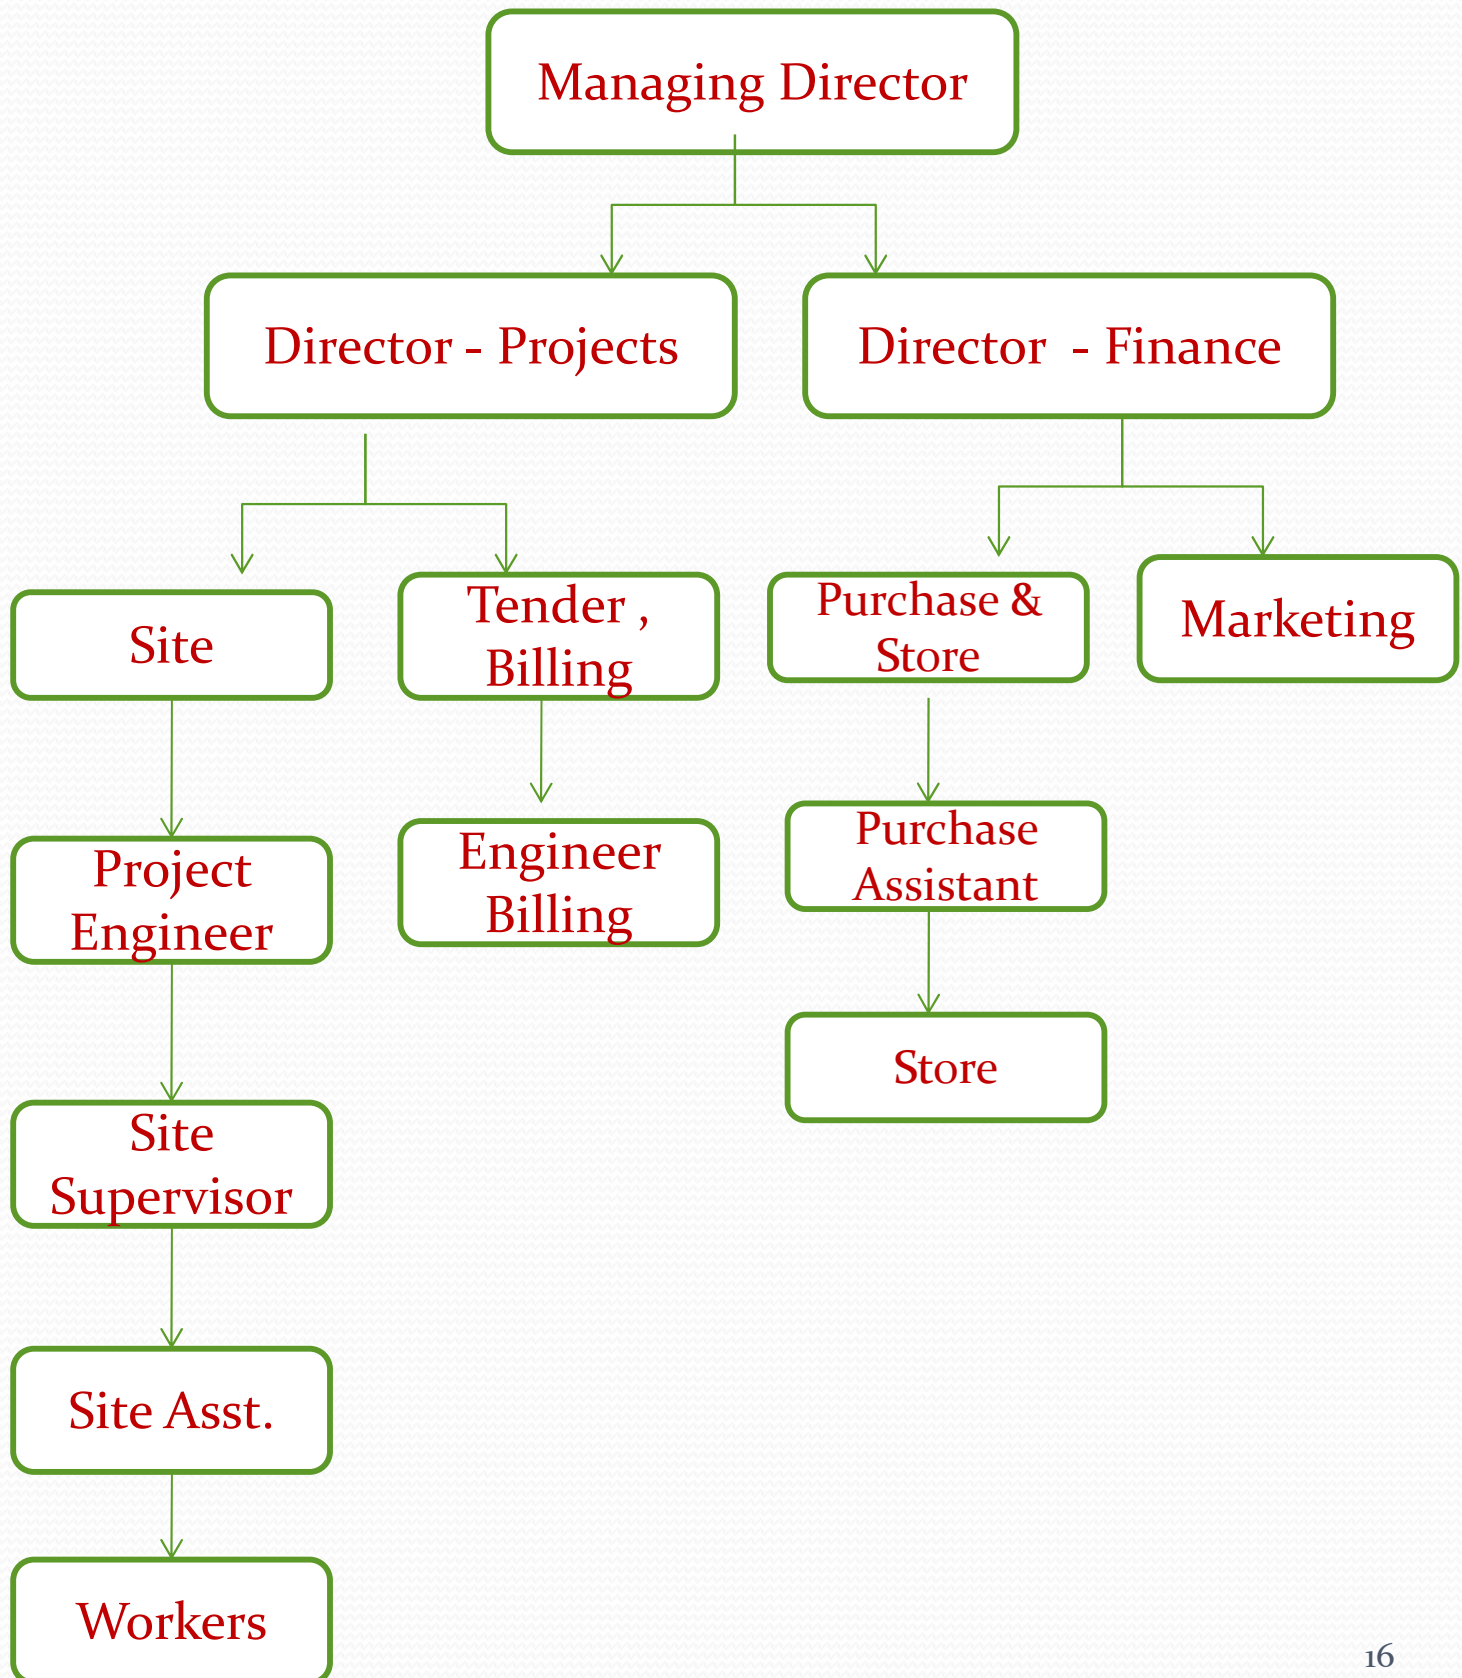 Managing Director
Director - Projects
Director - Finance
Site
Tender ,
Billing
Purchase &
Store
Marketing
Project
Engineer
Engineer
Billing
Purchase
Assistant
Store
Site
Supervisor
Site Asst.
Workers
16